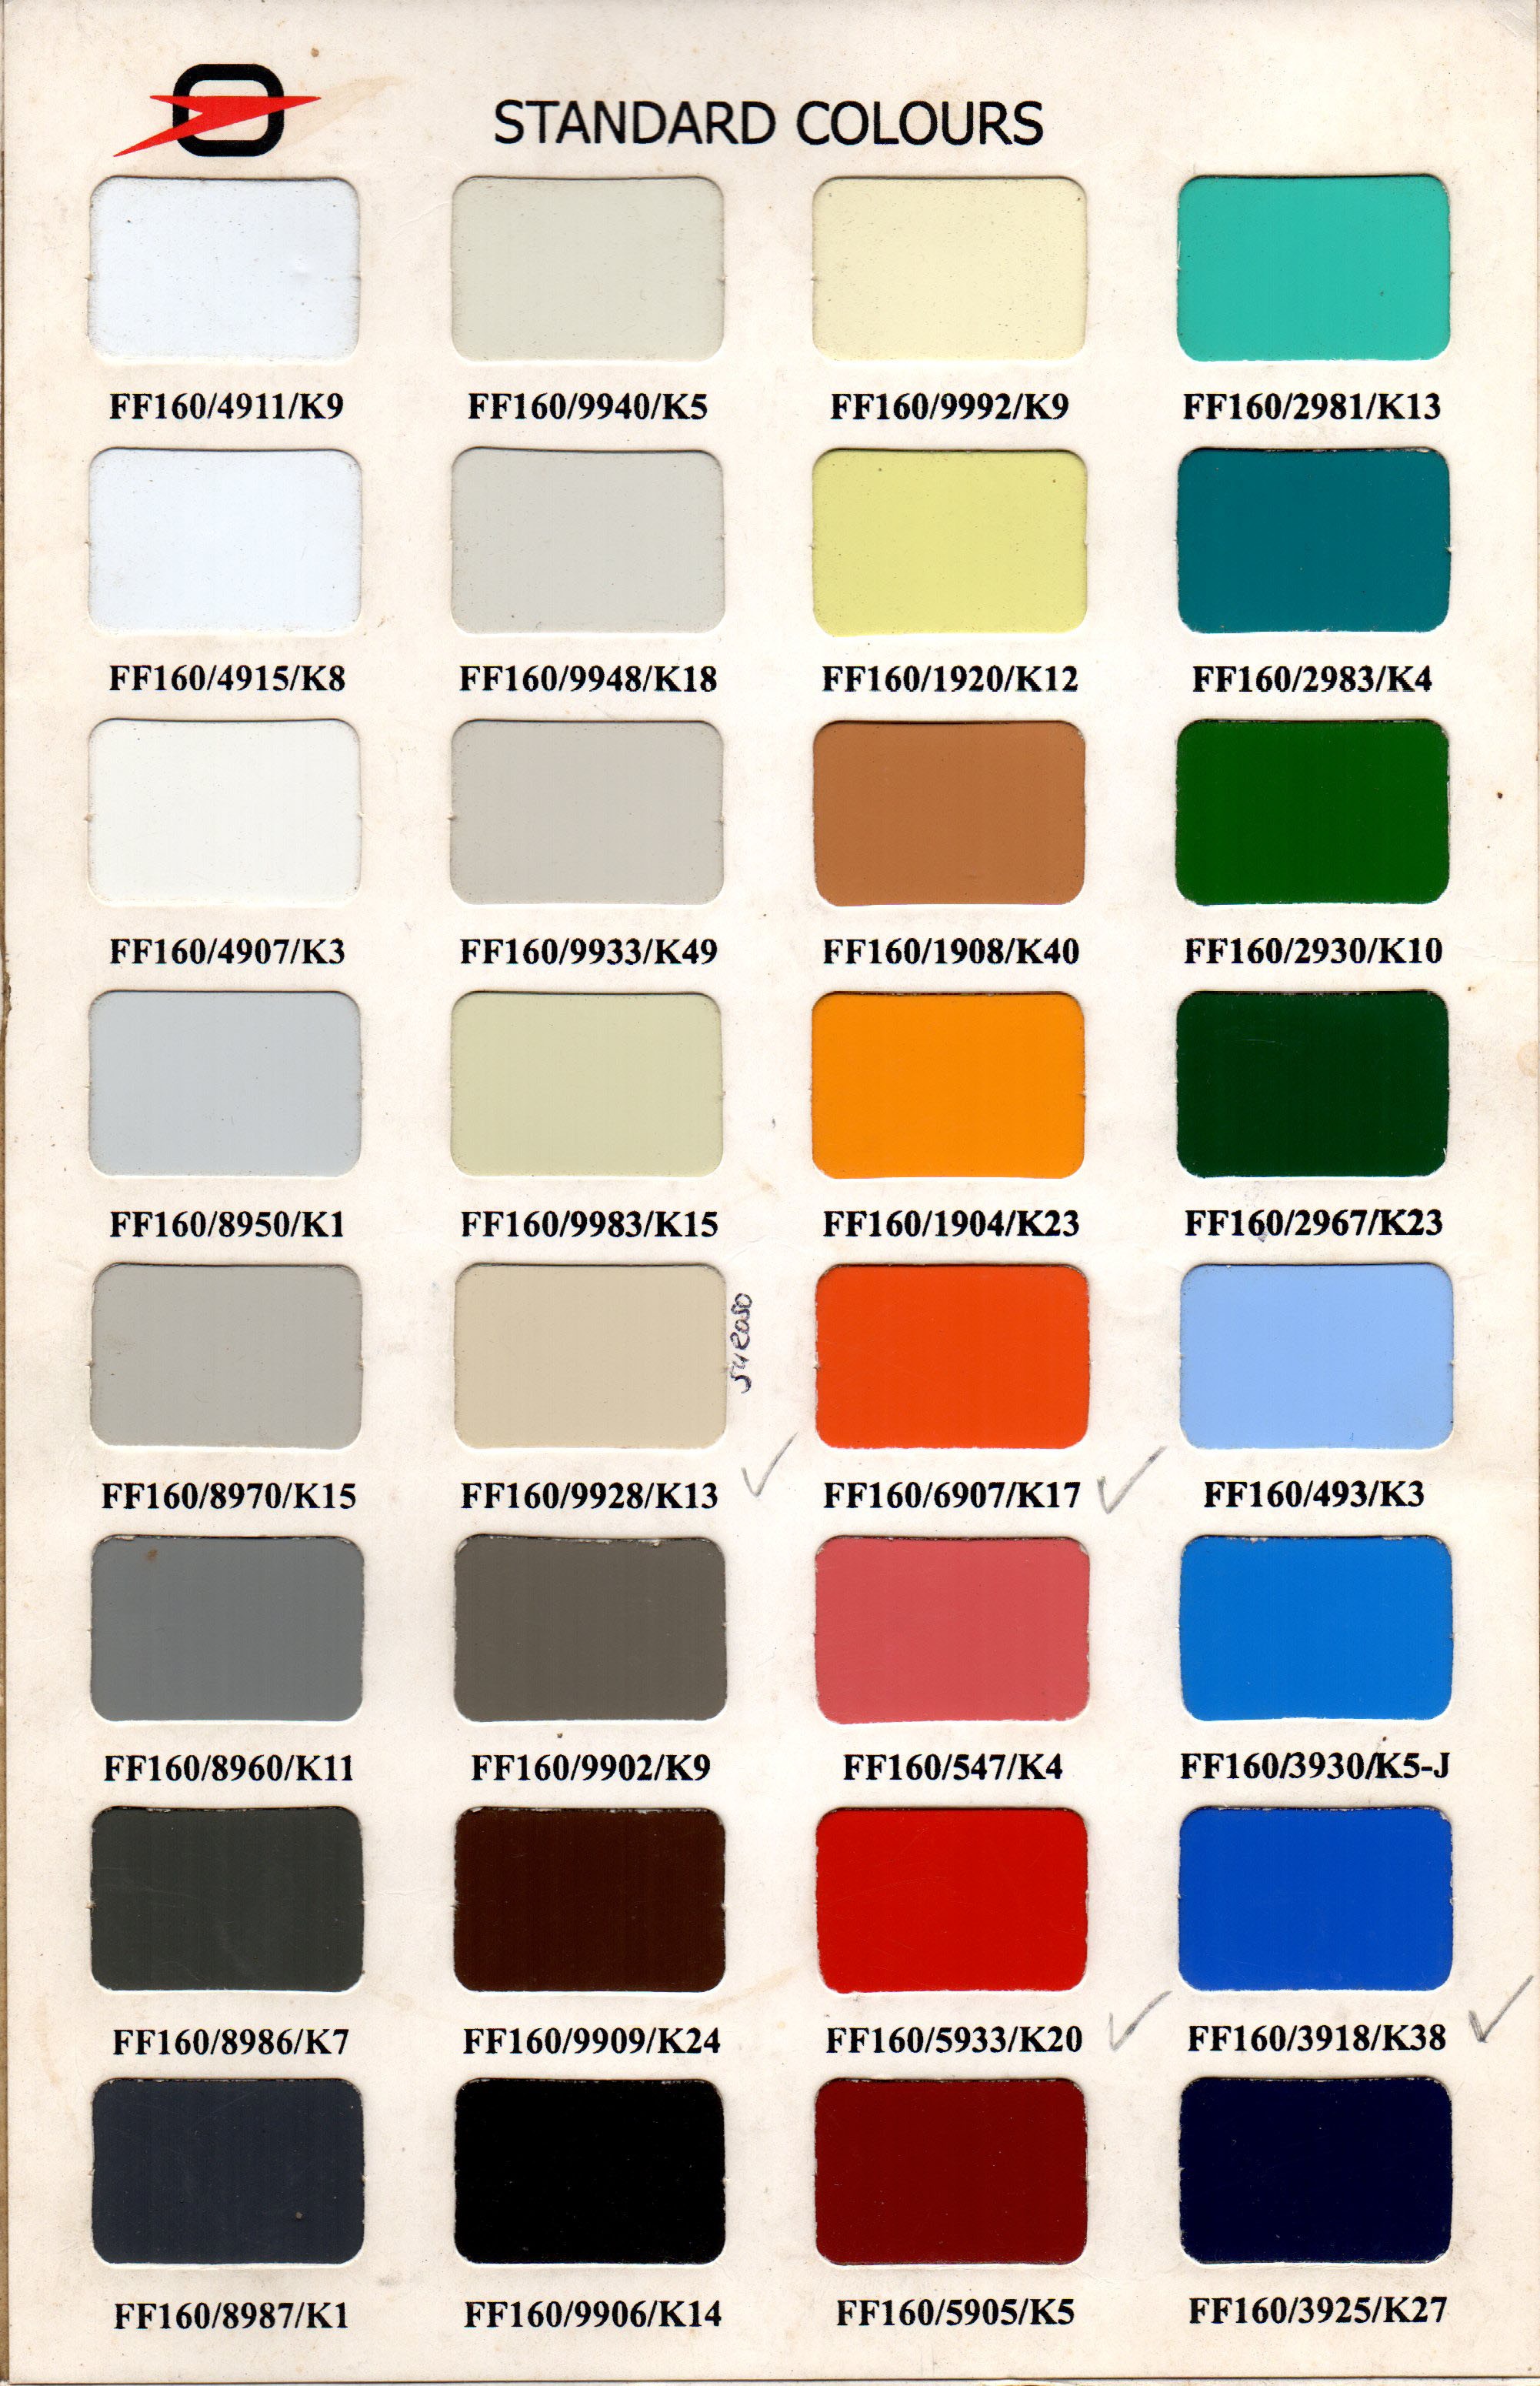 STANDARD COLOURS
FF160/4911/K9 FF160/9940/K5 FF160/9992/K9 FF160/2981/K13
FF160/4915/K8 FF160/9948/K18 FF160/1920/K12 FF160/2983/K4
FF160/4907/K3 FF160/9933/K49 FF160/1908/K40 FF160/2930/K10
FF160/8950/K1 FF160/9983/K15 FF160/1904/K23 FF160/2967/K23
FF160/8970/K15 FF160/9928/K13 FF160/6907/K17 FF160/493/K3
FF160/8960/K11 FF160/9902/K9 FF160/547/K4 FF160/3930/K5-J
FF160/8986/K7 FF160/9909/K24 FF160/5933/K20 FF160/3918/K38
FF160/8987/K1 FF160/9906/K14 FF160/5905/K5 FF160/3925/K27